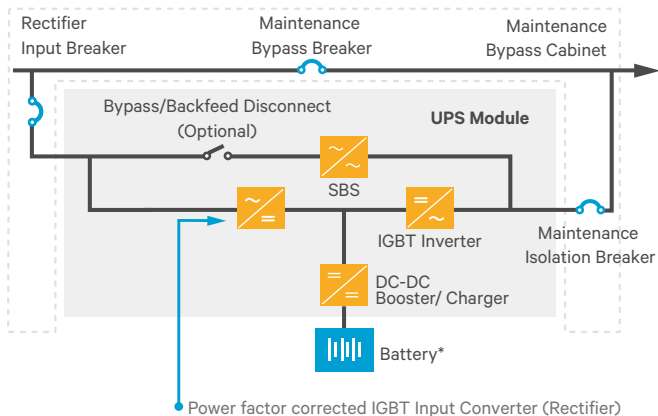 Rectifier
Input Breaker
Maintenance
Bypass Breaker
Maintenance
Bypass Cabinet
Bypass/Backfeed Disconnect
(Optional)
UPS Module
SBS
IGBT Inverter
Maintenance
Isolation Breaker
DC-DC
Booster/ Charger
Battery*
Power factor corrected IGBT Input Converter (Rectifier)